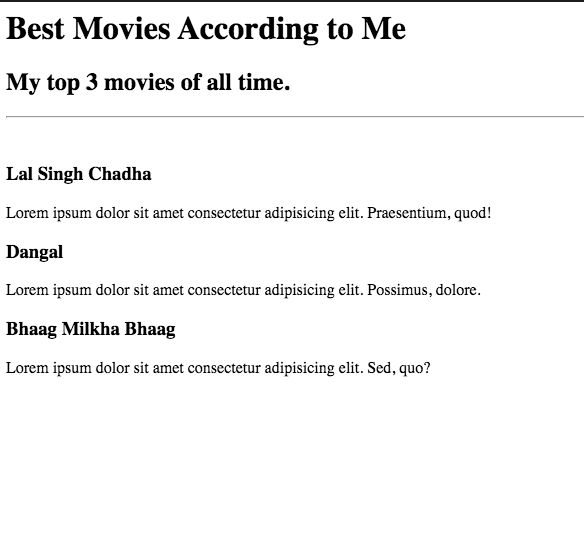 Best Movies According to Me
My top 3 movies of all time.
Lal Singh Chadha
Lorem ipsum dolor sit amet consectetur adipisicing elit. Praesentium, quod!
Dangal
Lorem ipsum dolor sit amet consectetur adipisicing elit. Possimus, dolore.
Bhaag Milkha Bhaag
Lorem ipsum dolor sit amet consectetur adipisicing elit. Sed, quo?